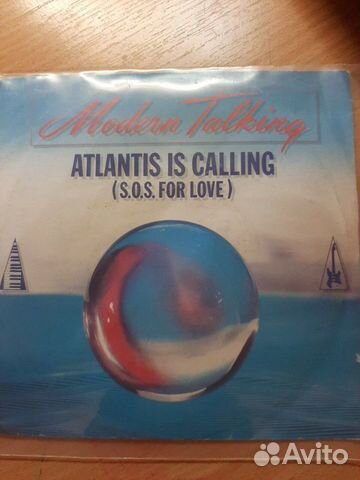 Modern Talking
ATLANTIS IS CALLING
(S.O.S. FOR LOVE)
Avito